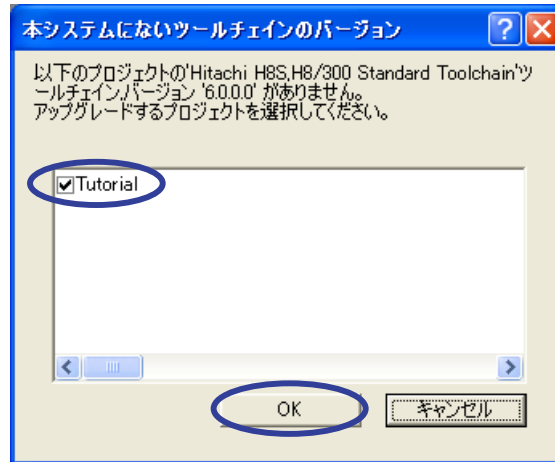 本システムにないツールチェインのバージョン
以下のプロジェクトの'Hitachi H8S,H8/300 Standard Toolchain'ツ
ールチェイン,バージョン '6.0.0.0' がありません。
アップグレードするプロジェクトを選択してください。
Tutorial
OK
キャンセル